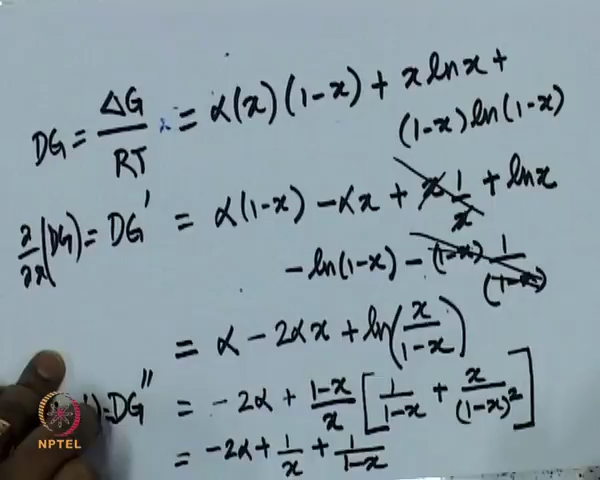 DG = ΔG/RT = α(x)(1-x) + x ln x +
(1-x) ln(1-x)
∂/∂x (DG) = DG' = α(1-x) - αx + x 1/x + ln x
- ln(1-x) - (1-x) 1/(1-x)
= α - 2αx + ln(x/(1-x))
) = DG'' = -2α + (1-x)/x [1/(1-x) + x/(1-x)²]
= -2α + 1/x + 1/(1-x)
NPTEL